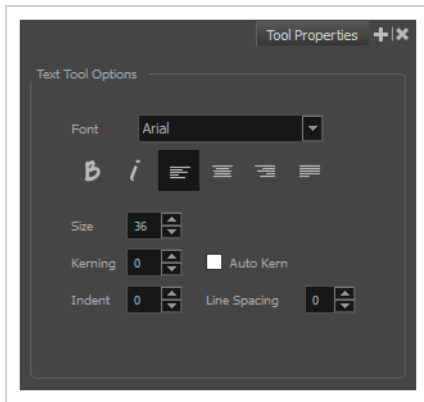 Tool Properties
Text Tool Options
Font Arial
B i
Size 36
Kerning 0 Auto Kern
Indent 0 Line Spacing 0